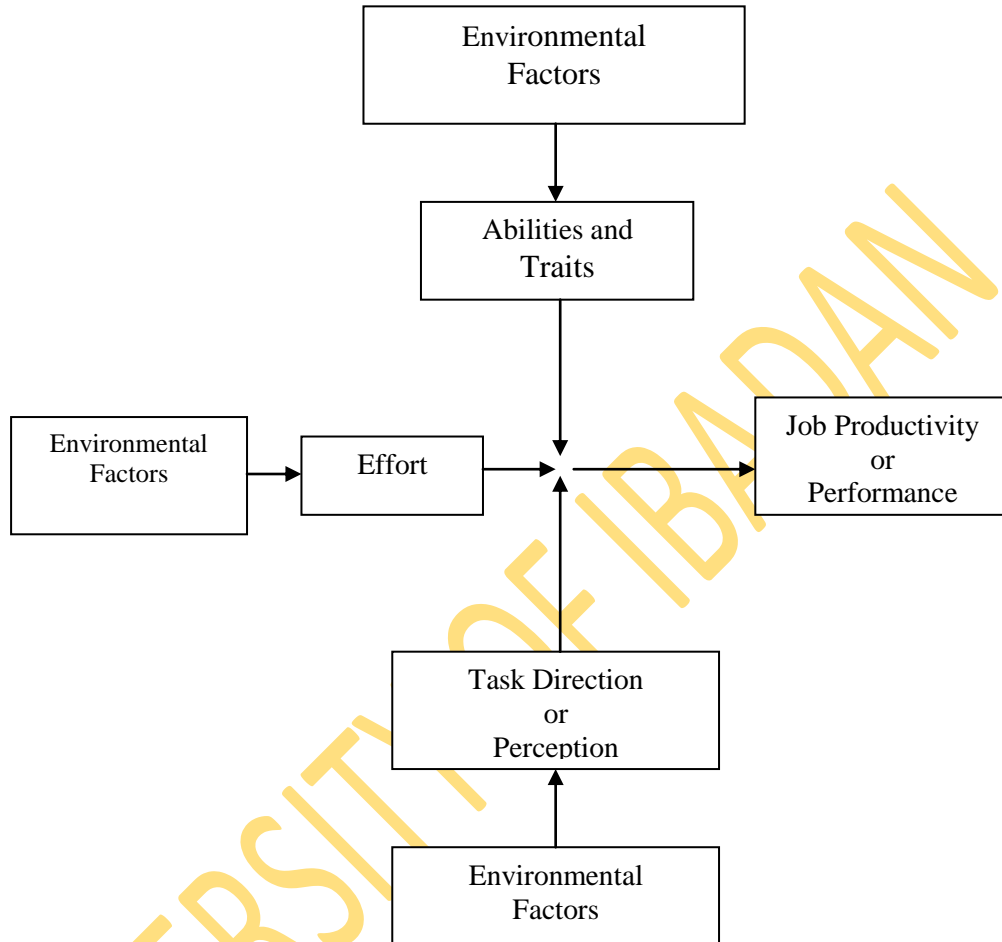 Environmental
Factors
Abilities and
Traits
Environmental
Factors
Effort
Job Productivity
or
Performance
Task Direction
or
Perception
Environmental
Factors
ERSITY OF IBADAN